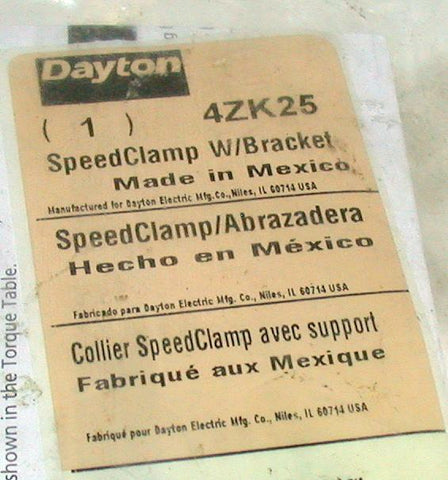 Dayton
( 1 ) 4ZK25
SpeedClamp W/Bracket
Made in Mexico
Manufactured for Dayton Electric Mfg.Co.,Niles, IL 60714 USA
SpeedClamp/Abrazadera
Hecho en México
Fabricado para Dayton Electric Mfg. Co., Niles, IL 60714 USA
Collier SpeedClamp avec support
Fabriqué aux Mexique
Fabriqué pour Dayton Electric Mfg. Co., Niles, IL 60714 USA
shown in the Torque Table.